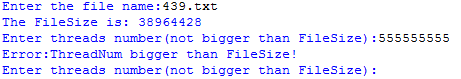 Enter the file name:439.txt
The FileSize is: 38964428
Enter threads number(not bigger than FileSize):555555555
Error:ThreadNum bigger than FileSize!
Enter threads number(not bigger than FileSize):